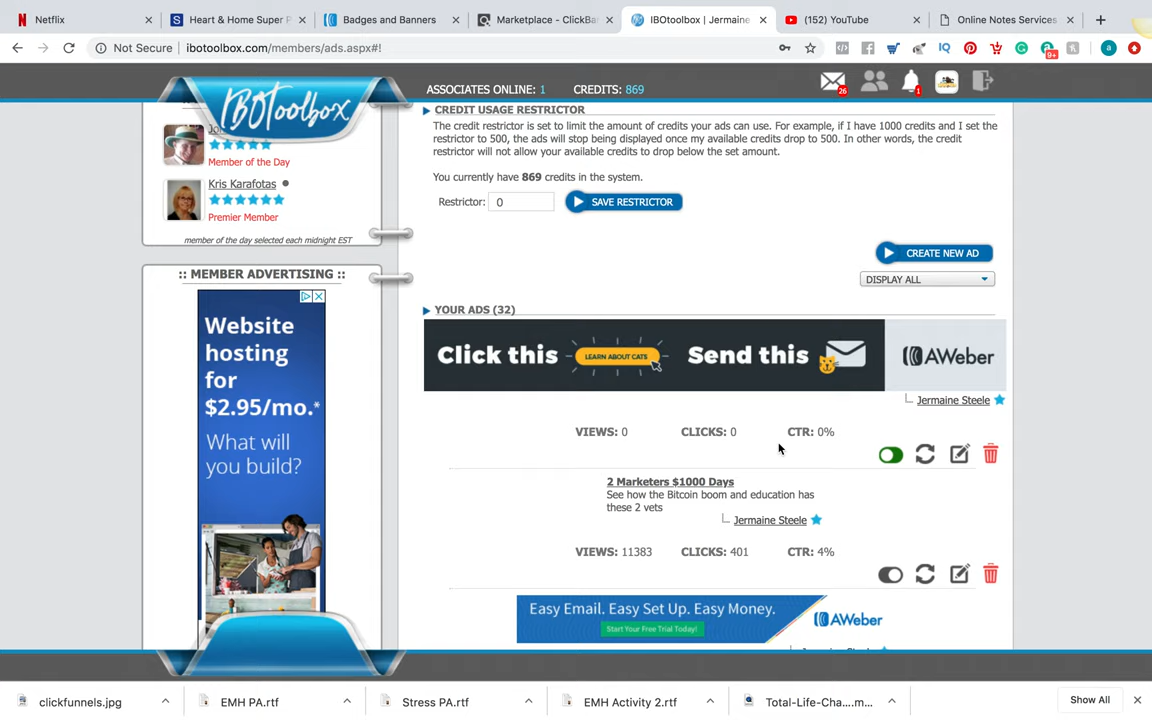 Netflix
Heart & Home Super P
Badges and Banners
Marketplace - ClickBa
IBOtoolbox | Jermaine
(152) YouTube
Online Notes Services
Not Secure
ibotoolbox.com/members/ads.aspx#!
IQ
9+
a
IBOToolbox
ASSOCIATES ONLINE: 1
CREDITS: 869
26
1
Member of the Day
Kris Karafotas
Premier Member
member of the day selected each midnight EST
:: MEMBER ADVERTISING ::
Website
hosting
for
$2.95/mo.*
What will
you build?
CREDIT USAGE RESTRICTOR
The credit restrictor is set to limit the amount of credits your ads can use. For example, if I have 1000 credits and I set the
restrictor to 500, the ads will stop being displayed once my available credits drop to 500. In other words, the credit
restrictor will not allow your available credits to drop below the set amount.
You currently have 869 credits in the system.
Restrictor: 0
SAVE RESTRICTOR
CREATE NEW AD
DISPLAY ALL
YOUR ADS (32)
Click this
LEARN ABOUT CATS
Send this
AWeber
Jermaine Steele
VIEWS: 0
CLICKS: 0
CTR: 0%
2 Marketers $1000 Days
See how the Bitcoin boom and education has
these 2 vets
Jermaine Steele
VIEWS: 11383
CLICKS: 401
CTR: 4%
Easy Email. Easy Set Up. Easy Money.
Start Your Free Trial Today!
AWeber
clickfunnels.jpg
EMH PA.rtf
Stress PA.rtf
EMH Activity 2.rtf
Total-Life-Cha....m...
Show All